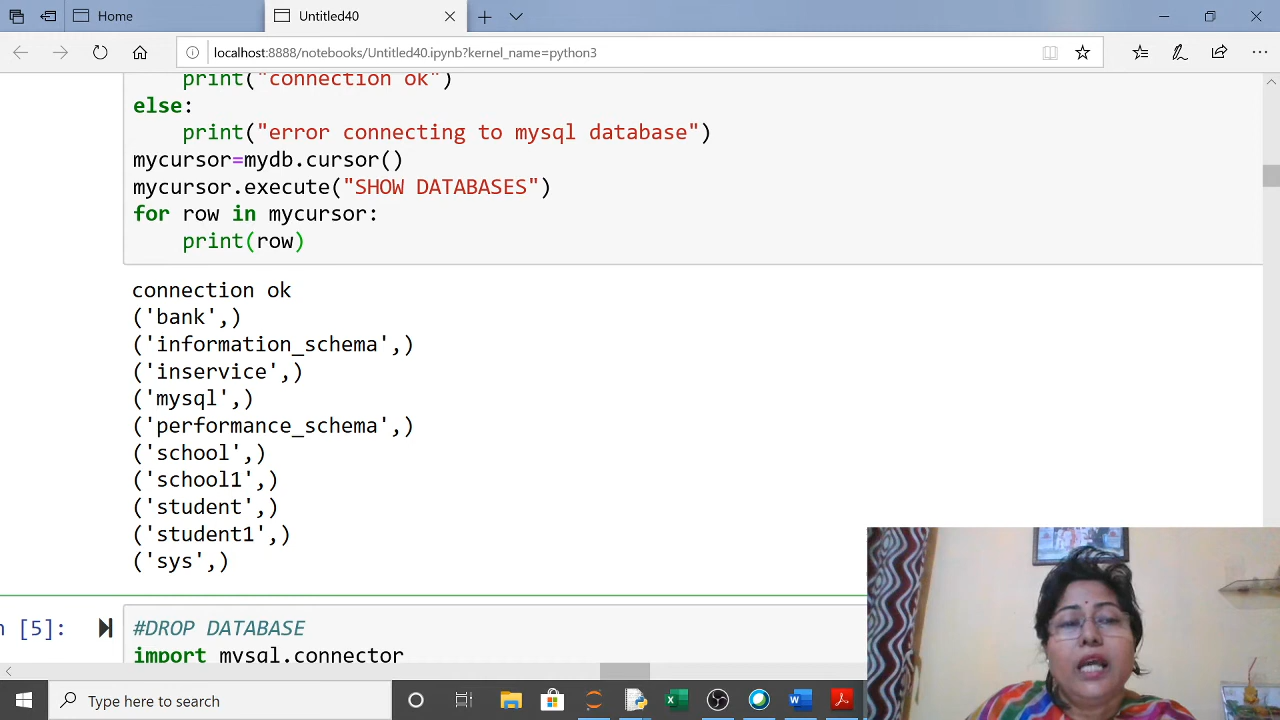 Home
Untitled40
localhost:8888/notebooks/Untitled40.ipynb?kernel_name=python3
print("connection ok")
else:
print("error connecting to mysql database")
mycursor=mydb.cursor()
mycursor.execute("SHOW DATABASES")
for row in mycursor:
print(row)
connection ok
('bank',)
('information_schema',)
('inservice',)
('mysql',)
('performance_schema',)
('school',)
('school1',)
('student',)
('student1',)
('sys',)
n [5]:
#DROP DATABASE
import mysql.connector
Type here to search